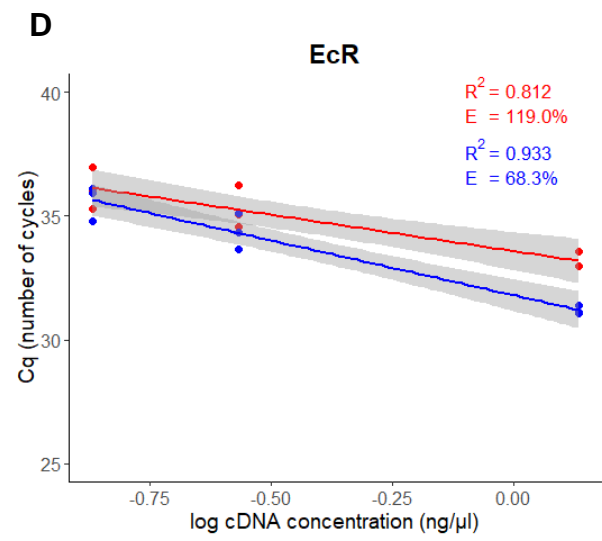 D
EcR
R² = 0.812
E = 119.0%
R² = 0.933
E = 68.3%
40
35
30
25
Cq (number of cycles)
-0.75 -0.50 -0.25 0.00
log cDNA concentration (ng/µl)